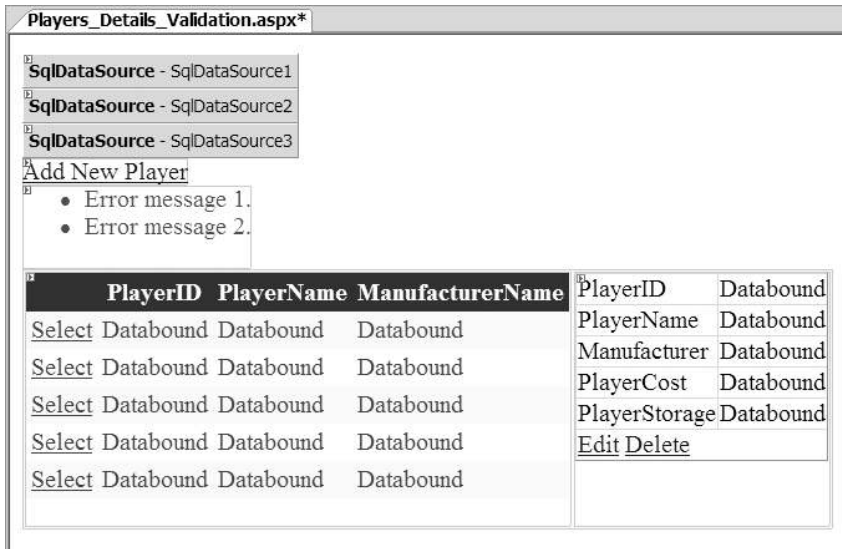 Players_Details_Validation.aspx*
SqlDataSource - SqlDataSource1
SqlDataSource - SqlDataSource2
SqlDataSource - SqlDataSource3
Add New Player
• Error message 1.
• Error message 2.
PlayerID PlayerName ManufacturerName
Select Databound Databound Databound
Select Databound Databound Databound
Select Databound Databound Databound
Select Databound Databound Databound
Select Databound Databound Databound
PlayerID Databound
PlayerName Databound
Manufacturer Databound
PlayerCost Databound
PlayerStorage Databound
Edit Delete